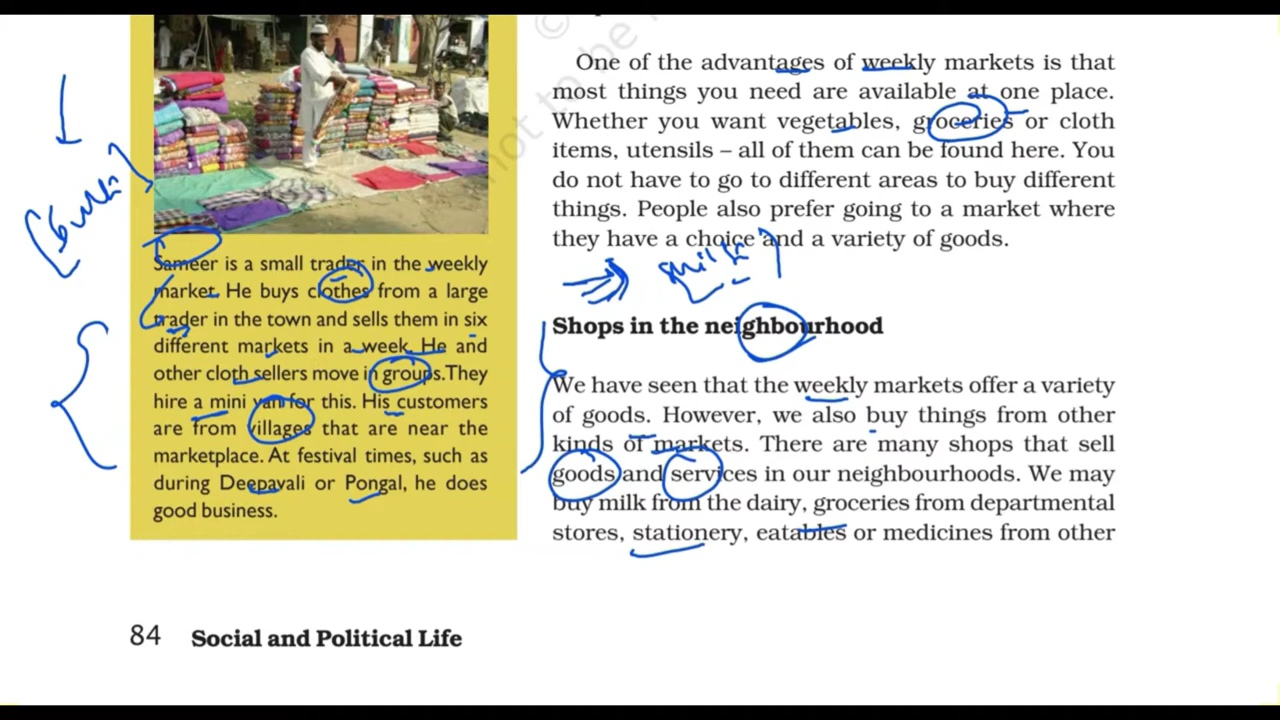 One of the advantages of weekly markets is that
most things you need are available at one place.
Whether you want vegetables, groceries or cloth
items, utensils – all of them can be found here. You
do not have to go to different areas to buy different
things. People also prefer going to a market where
they have a choice and a variety of goods.
Milk
Shops in the neighbourhood
We have seen that the weekly markets offer a variety
of goods. However, we also buy things from other
kinds of markets. There are many shops that sell
goods and services in our neighbourhoods. We may
buy milk from the dairy, groceries from departmental
stores, stationery, eatables or medicines from other
Sameer is a small trader in the weekly
market. He buys clothes from a large
trader in the town and sells them in six
different markets in a week. He and
other cloth sellers move in groups. They
hire a mini van for this. His customers
are from villages that are near the
marketplace. At festival times, such as
during Deepavali or Pongal, he does
good business.
84 Social and Political Life